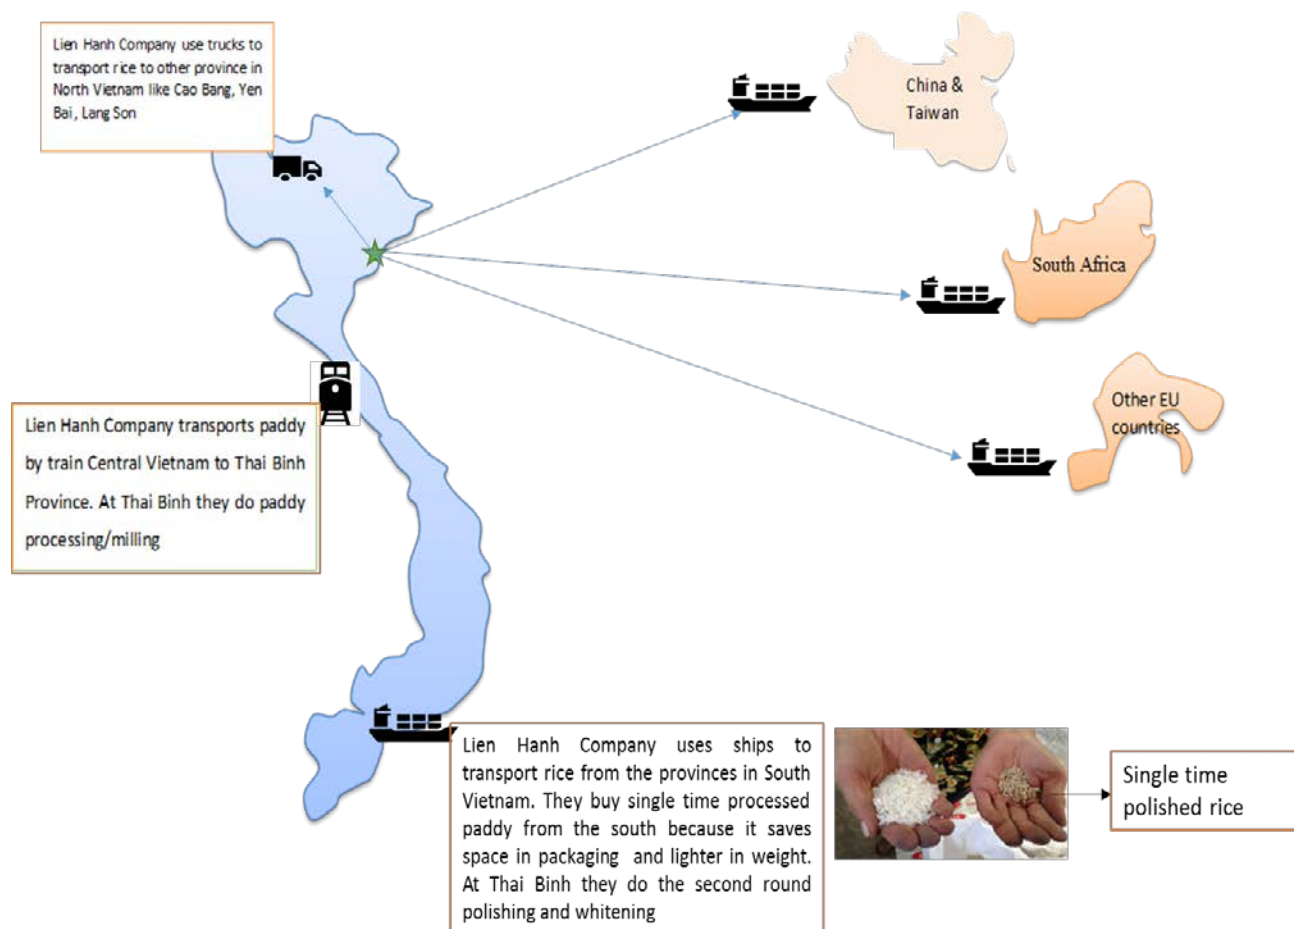 Lien Hanh Company use trucks to
transport rice to other province in
North Vietnam like Cao Bang, Yen
Bai , Lang Son
China &
Taiwan
South Africa
Other EU
countries
Lien Hanh Company transports paddy
by train Central Vietnam to Thai Binh
Province. At Thai Binh they do paddy
processing/milling
Lien Hanh Company uses ships to
transport rice from the provinces in South
Vietnam. They buy single time processed
paddy from the south because it saves
space in packaging and lighter in weight.
At Thai Binh they do the second round
polishing and whitening
Single time
polished rice